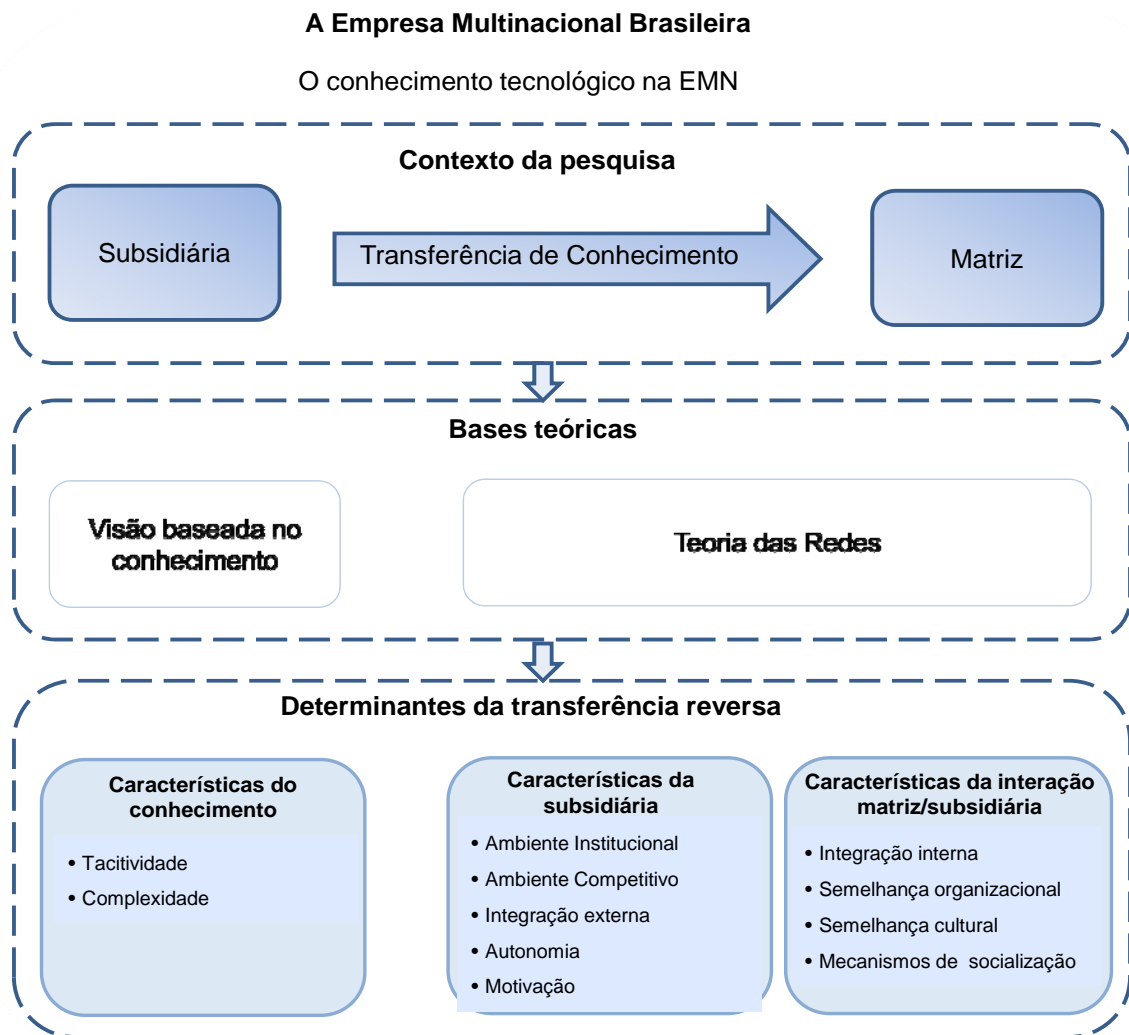 A Empresa Multinacional Brasileira
O conhecimento tecnológico na EMN
Contexto da pesquisa
Subsidiária
Transferência de Conhecimento
Matriz
Bases teóricas
Visão baseada no
conhecimento
Teoria das Redes
Determinantes da transferência reversa
Características do
conhecimento
• Tacitividade
• Complexidade
Características da
subsidiária
• Ambiente Institucional
• Ambiente Competitivo
• Integração externa
• Autonomia
• Motivação
Características da interação
matriz/subsidiária
• Integração interna
• Semelhança organizacional
• Semelhança cultural
• Mecanismos de socialização